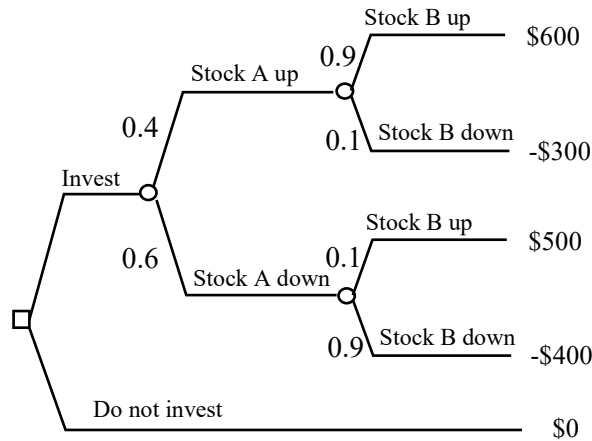 Stock B up
$600
0.9
Stock A up
0.1
Stock B down
-$300
0.4
Invest
Stock B up
$500
0.6
0.1
Stock A down
Stock B down
0.9
-$400
Do not invest
$0